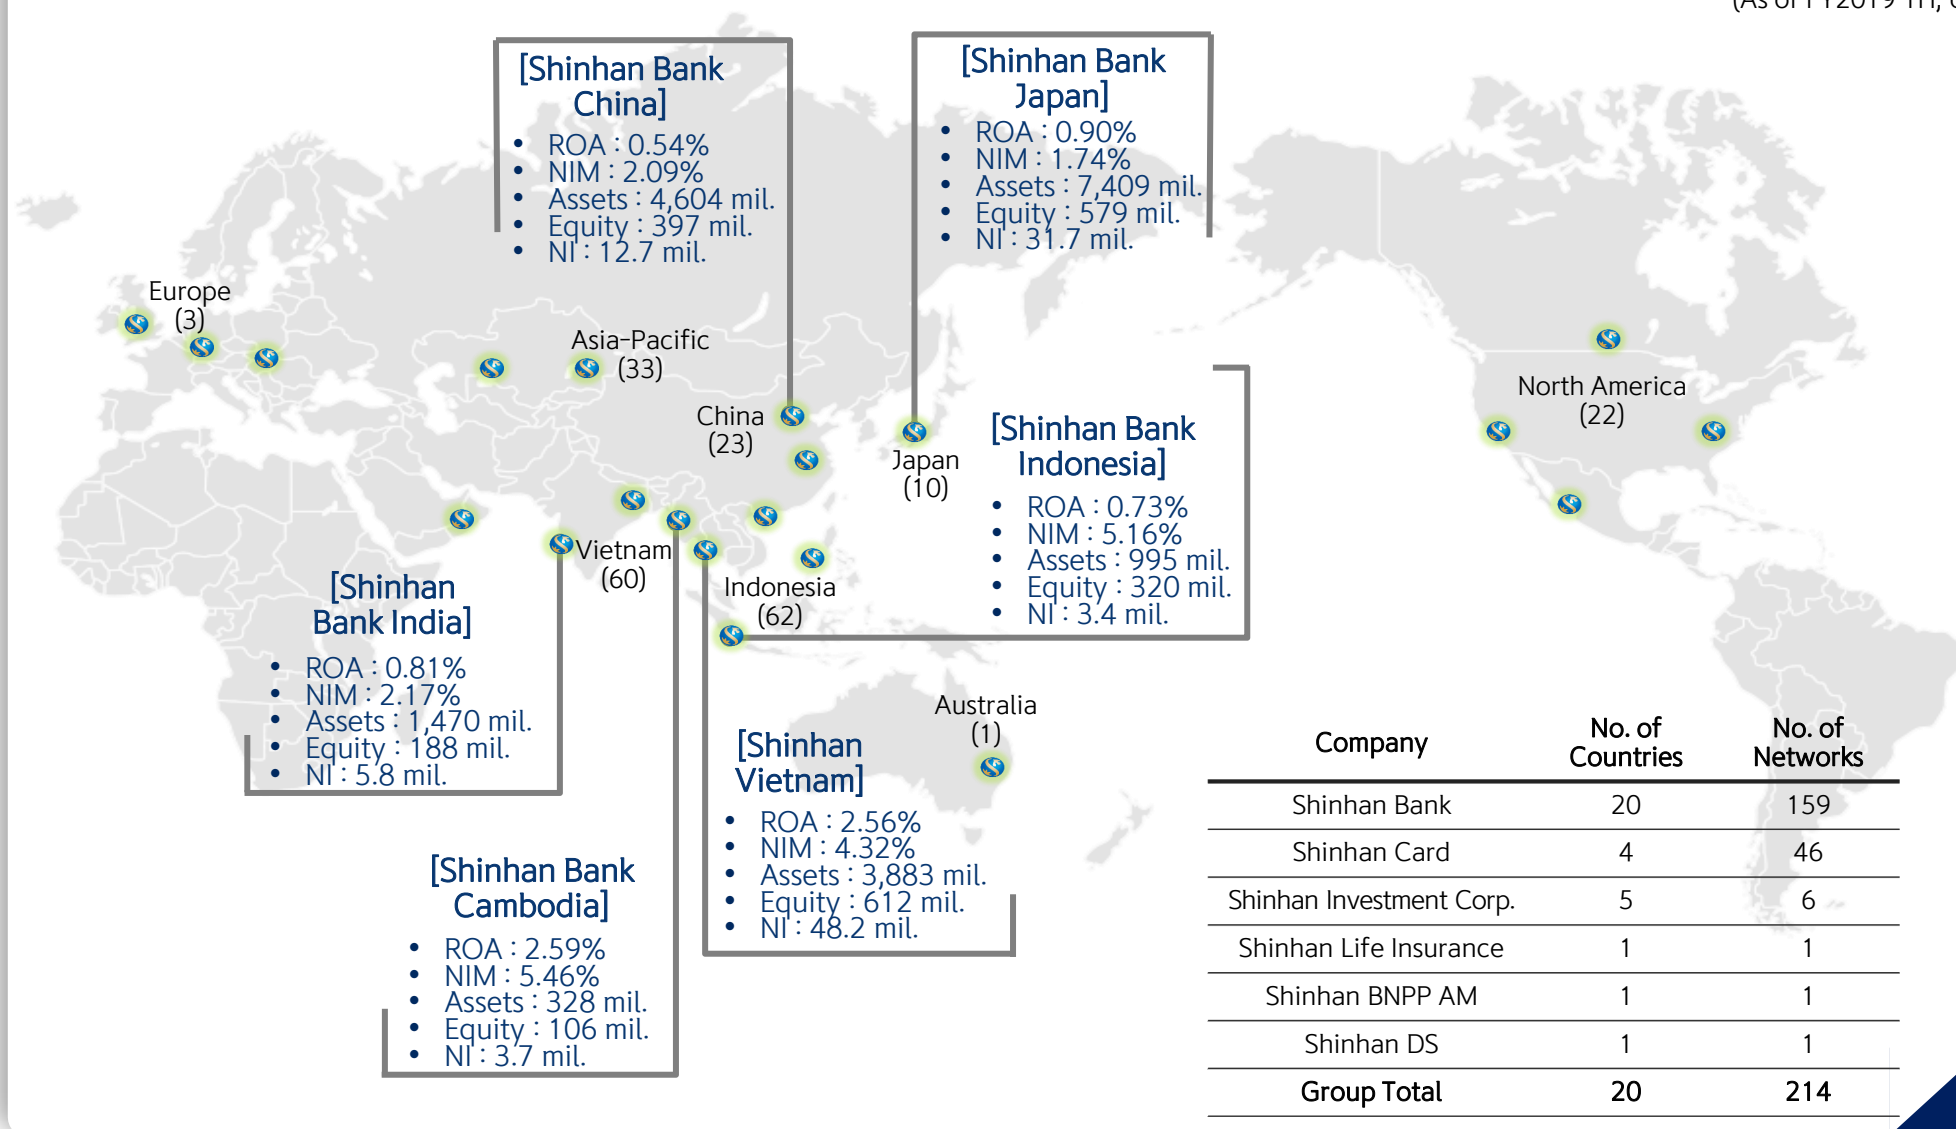 (As of FY2019 1H,
[Shinhan Bank
China]
• ROA : 0.54%
• NIM : 2.09%
• Assets : 4,604 mil.
• Equity : 397 mil.
• NI : 12.7 mil.
[Shinhan Bank
Japan]
• ROA : 0.90%
• NIM : 1.74%
• Assets : 7,409 mil.
• Equity : 579 mil.
• NI : 31.7 mil.
Europe
(3)
Asia-Pacific
(33)
China
(23)
Japan
(10)
North America
(22)
[Shinhan Bank
Indonesia]
• ROA : 0.73%
• NIM : 5.16%
• Assets : 995 mil.
• Equity : 320 mil.
• NI : 3.4 mil.
Vietnam
(60)
Indonesia
(62)
[Shinhan
Bank India]
• ROA : 0.81%
• NIM : 2.17%
• Assets : 1,470 mil.
• Equity : 188 mil.
• NI : 5.8 mil.
Australia
(1)
[Shinhan
Vietnam]
• ROA : 2.56%
• NIM : 4.32%
• Assets : 3,883 mil.
• Equity : 612 mil.
• NI : 48.2 mil.
[Shinhan Bank
Cambodia]
• ROA : 2.59%
• NIM : 5.46%
• Assets : 328 mil.
• Equity : 106 mil.
• NI : 3.7 mil.
Company No. of Countries No. of Networks
Shinhan Bank 20 159
Shinhan Card 4 46
Shinhan Investment Corp. 5 6
Shinhan Life Insurance 1 1
Shinhan BNPP AM 1 1
Shinhan DS 1 1
Group Total 20 214